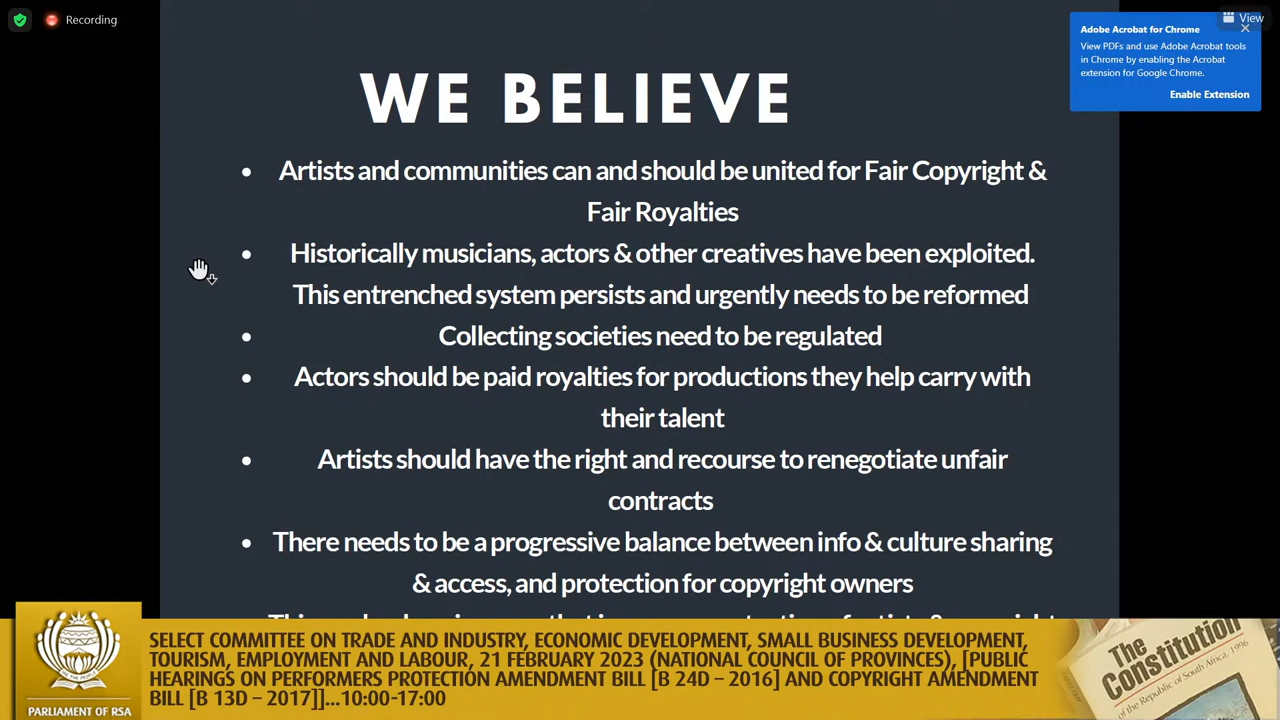 Recording
View
Adobe Acrobat for Chrome
View PDFs and use Adobe Acrobat tools
in Chrome by enabling the Acrobat
extension for Google Chrome.
Enable Extension
WE BELIEVE
• Artists and communities can and should be united for Fair Copyright &
Fair Royalties
• Historically musicians, actors & other creatives have been exploited.
This entrenched system persists and urgently needs to be reformed
• Collecting societies need to be regulated
• Actors should be paid royalties for productions they help carry with
their talent
• Artists should have the right and recourse to renegotiate unfair
contracts
• There needs to be a progressive balance between info & culture sharing
& access, and protection for copyright owners
PARLIAMENT OF RSA
SELECT COMMITTEE ON TRADE AND INDUSTRY, ECONOMIC DEVELOPMENT, SMALL BUSINESS DEVELOPMENT,
TOURISM, EMPLOYMENT AND LABOUR, 21 FEBRUARY 2023 (NATIONAL COUNCIL OF PROVINCES), [PUBLIC
HEARINGS ON PERFORMERS PROTECTION AMENDMENT BILL [B 24D – 2016] AND COPYRIGHT AMENDMENT
BILL [B 13D – 2017]]...10:00-17:00
The
Constitution
of the Republic of South Africa, 1996